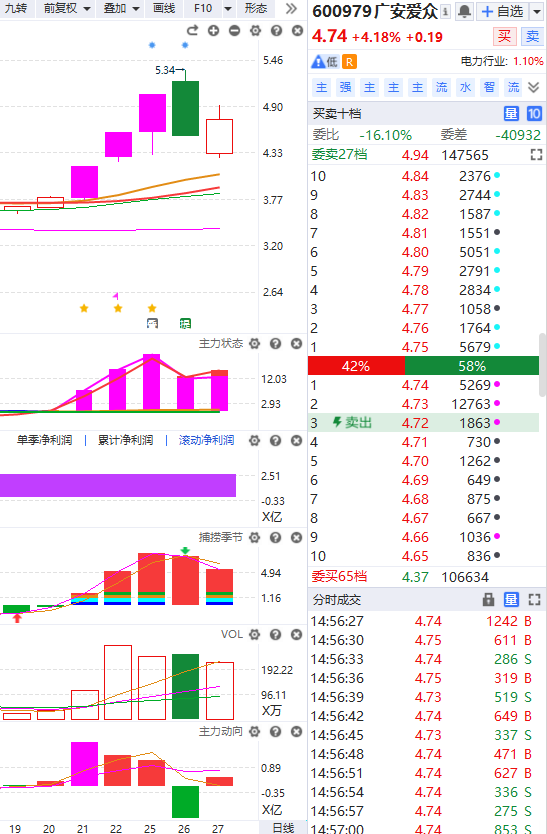 九转 前复权 叠加 画线 F10 形态
5.34
5.46
4.90
4.33
3.77
3.20
2.64
主力状态
12.03
2.93
单季净利润 | 累计净利润 | 滚动净利润
2.51
-0.33
X亿
捕捞季节
4.94
1.16
VOL
192.22
96.11
X万
主力动向
0.89
-0.35
X亿
19 20 21 22 25 26 27 日线
600979 广安爱众 自选
4.74 +4.18% +0.19 买 卖
低 R 电力行业: 1.10%
主 强 主 主 主 流 水 智 流
买卖十档 量 10
委比 -16.10% 委差 -40932
委卖27档 4.94 147565
10 4.84 2376
9 4.83 2744
8 4.82 1587
7 4.81 1551
6 4.80 5051
5 4.79 2791
4 4.78 2834
3 4.77 1058
2 4.76 1764
1 4.75 5679
42% 58%
1 4.74 5269
2 4.73 12763
3 卖出 4.72 1863
4 4.71 730
5 4.70 1262
6 4.69 649
7 4.68 875
8 4.67 667
9 4.66 1036
10 4.65 836
委买65档 4.37 106634
分时成交 量
14:56:27 4.74 1242 B
14:56:30 4.75 611 B
14:56:33 4.74 286 S
14:56:36 4.75 319 B
14:56:39 4.73 519 S
14:56:42 4.74 649 B
14:56:45 4.73 337 S
14:56:48 4.74 471 B
14:56:51 4.74 627 B
14:56:54 4.74 336 S
14:56:57 4.74 275 S
14:57:00 4.74 853 S